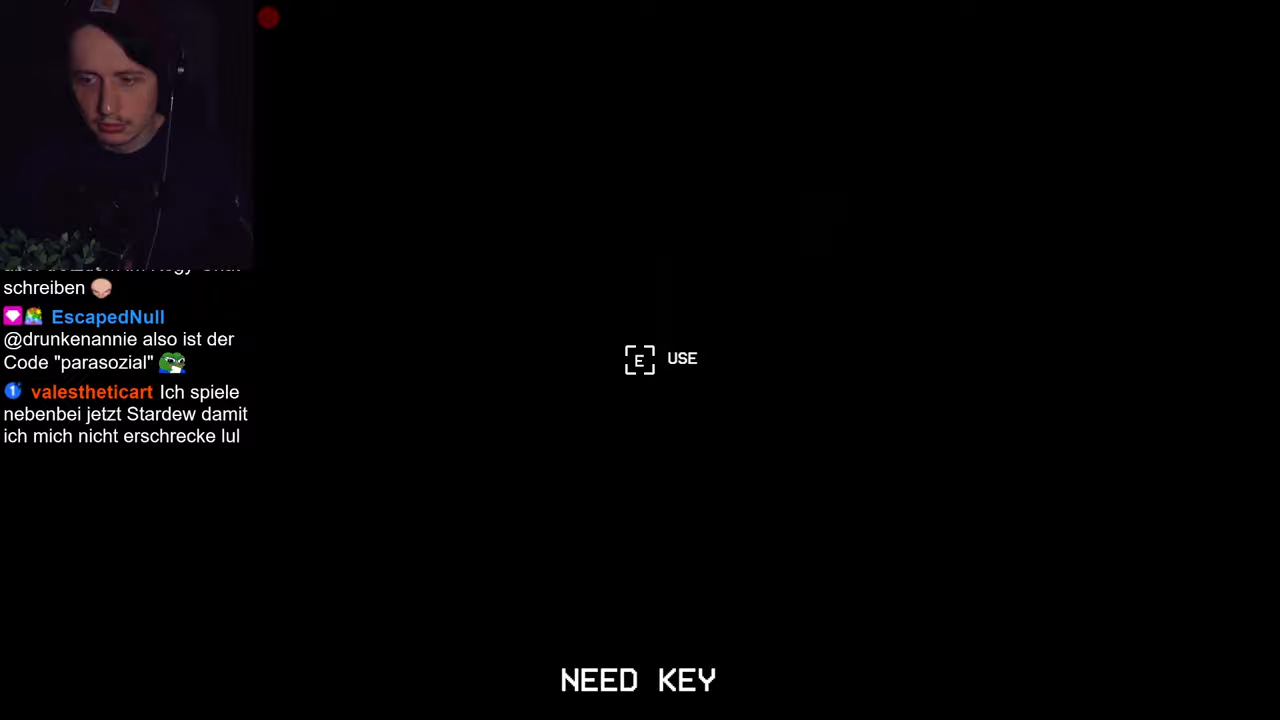 schreiben
EscapedNull
@drunkenannie also ist der
Code "parasozial"
1 valestheticart Ich spiele
nebenbei jetzt Stardew damit
ich mich nicht erschrecke lul
E USE
NEED KEY